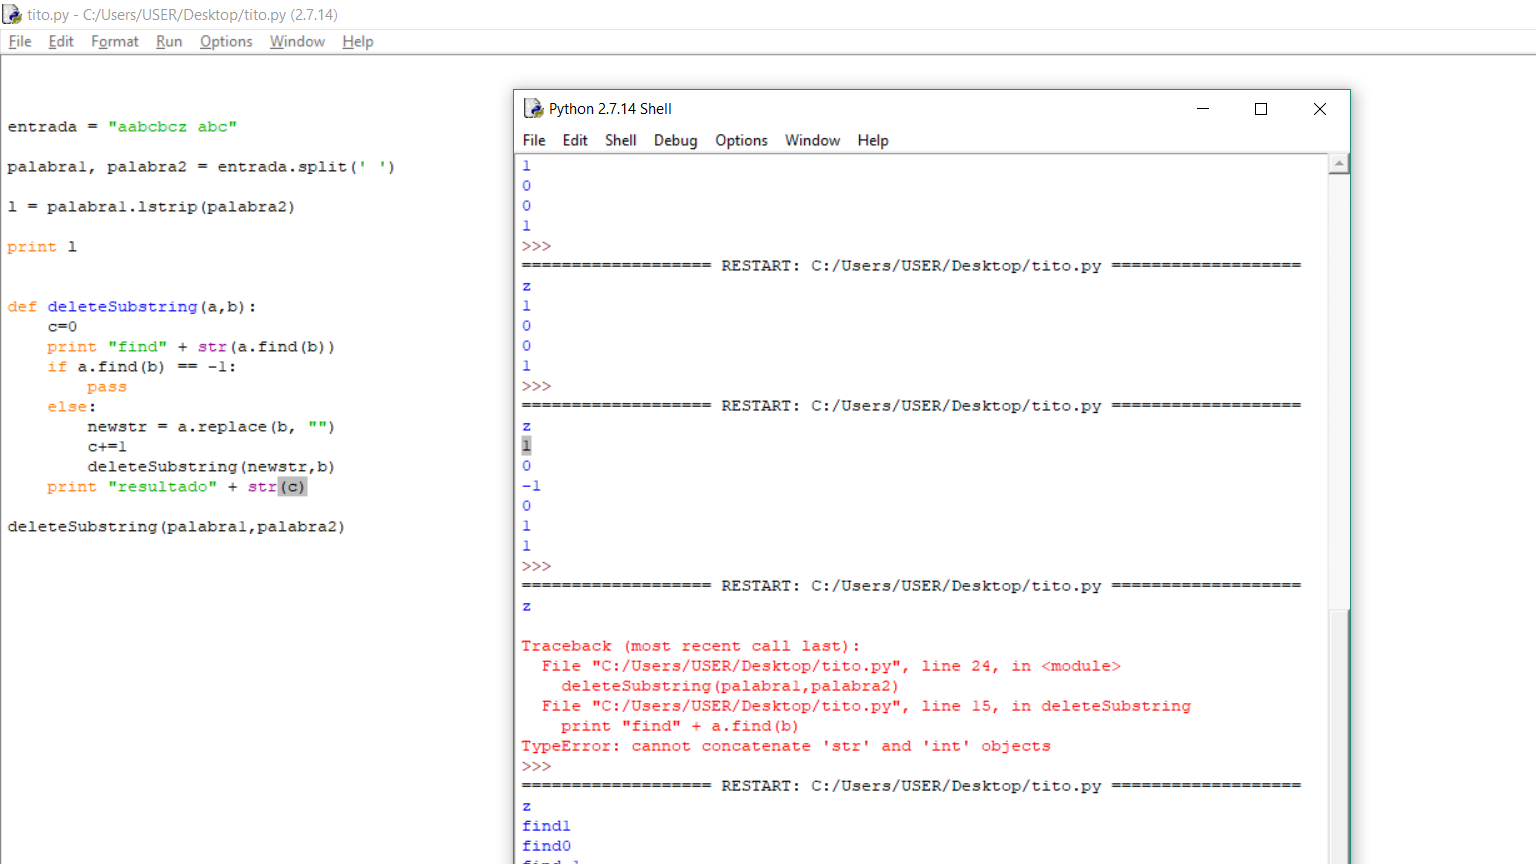 tito.py - C:/Users/USER/Desktop/tito.py (2.7.14)
File Edit Format Run Options Window Help
entrada = "aabcbcz abc"
palabra1, palabra2 = entrada.split(' ')
l = palabra1.lstrip(palabra2)
print l
def deleteSubstring(a,b):
c=0
print "find" + str(a.find(b))
if a.find(b) == -1:
pass
else:
newstr = a.replace(b, "")
c+=1
deleteSubstring(newstr,b)
print "resultado" + str(c)
deleteSubstring(palabra1,palabra2)
Python 2.7.14 Shell
File Edit Shell Debug Options Window Help
1
0
0
1
>>>
=================== RESTART: C:/Users/USER/Desktop/tito.py ===================
z
1
0
0
1
>>>
=================== RESTART: C:/Users/USER/Desktop/tito.py ===================
z
1
0
-1
0
1
1
>>>
=================== RESTART: C:/Users/USER/Desktop/tito.py ===================
z
Traceback (most recent call last):
File "C:/Users/USER/Desktop/tito.py", line 24, in <module>
deleteSubstring(palabra1,palabra2)
File "C:/Users/USER/Desktop/tito.py", line 15, in deleteSubstring
print "find" + a.find(b)
TypeError: cannot concatenate 'str' and 'int' objects
>>>
=================== RESTART: C:/Users/USER/Desktop/tito.py ===================
z
find1
find0